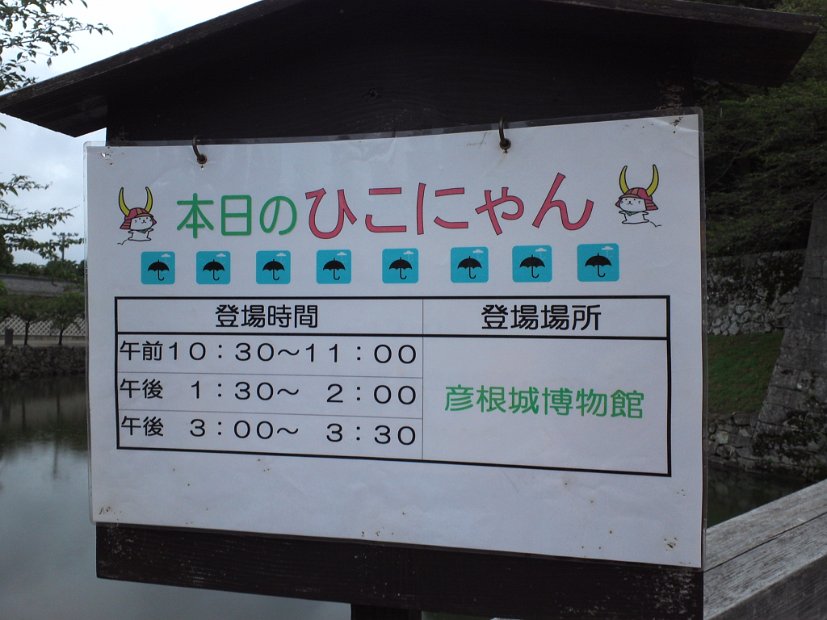 本日のひこにゃん
登場時間 登場場所
午前10:30～11:00
午後 1:30～ 2:00
彦根城博物館
午後 3:00～ 3:30